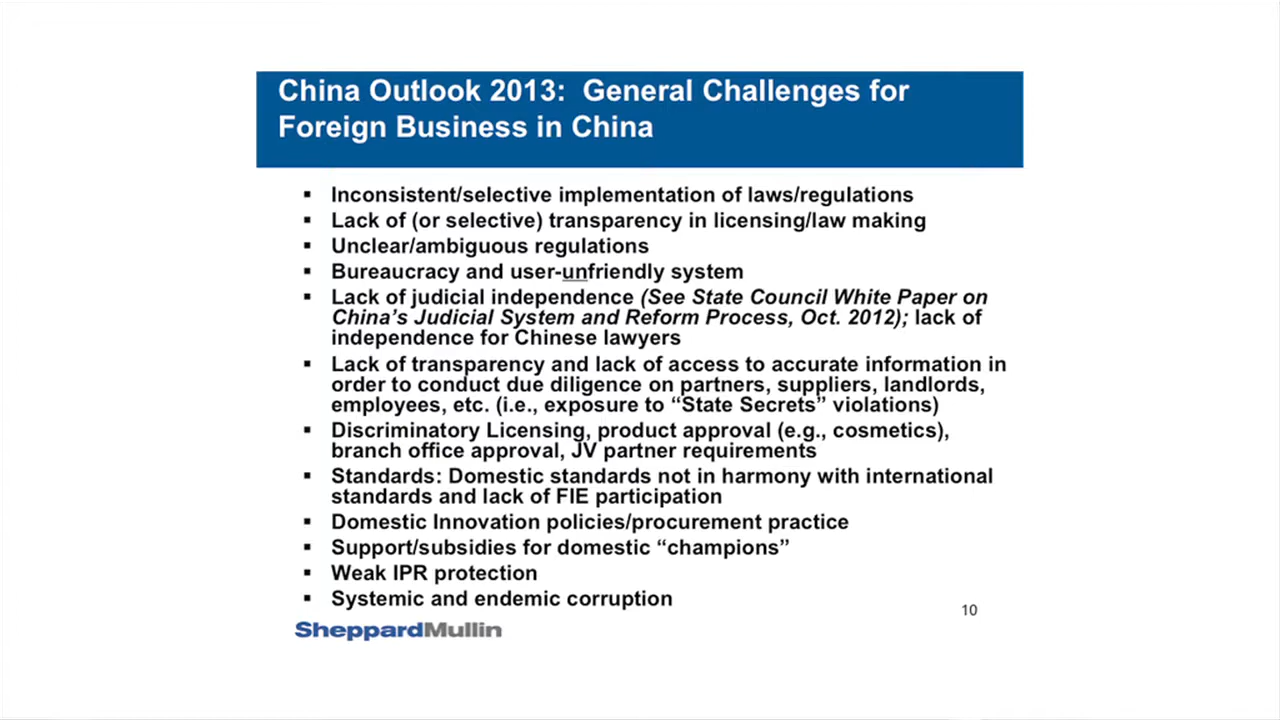 China Outlook 2013: General Challenges for
Foreign Business in China
▪ Inconsistent/selective implementation of laws/regulations
▪ Lack of (or selective) transparency in licensing/law making
▪ Unclear/ambiguous regulations
▪ Bureaucracy and user-unfriendly system
▪ Lack of judicial independence (See State Council White Paper on
China's Judicial System and Reform Process, Oct. 2012); lack of
independence for Chinese lawyers
▪ Lack of transparency and lack of access to accurate information in
order to conduct due diligence on partners, suppliers, landlords,
employees, etc. (i.e., exposure to “State Secrets” violations)
▪ Discriminatory Licensing, product approval (e.g., cosmetics),
branch office approval, JV partner requirements
▪ Standards: Domestic standards not in harmony with international
standards and lack of FIE participation
▪ Domestic Innovation policies/procurement practice
▪ Support/subsidies for domestic “champions”
▪ Weak IPR protection
▪ Systemic and endemic corruption
10
SheppardMullin